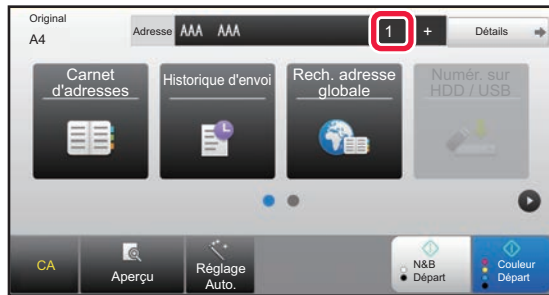 Original
A4
Adresse AAA AAA 1 + Détails
Carnet
d'adresses
Historique d'envoi
Rech. adresse
globale
Numér. sur
HDD / USB
CA
Aperçu
Réglage
Auto.
N&B
Départ
Couleur
Départ